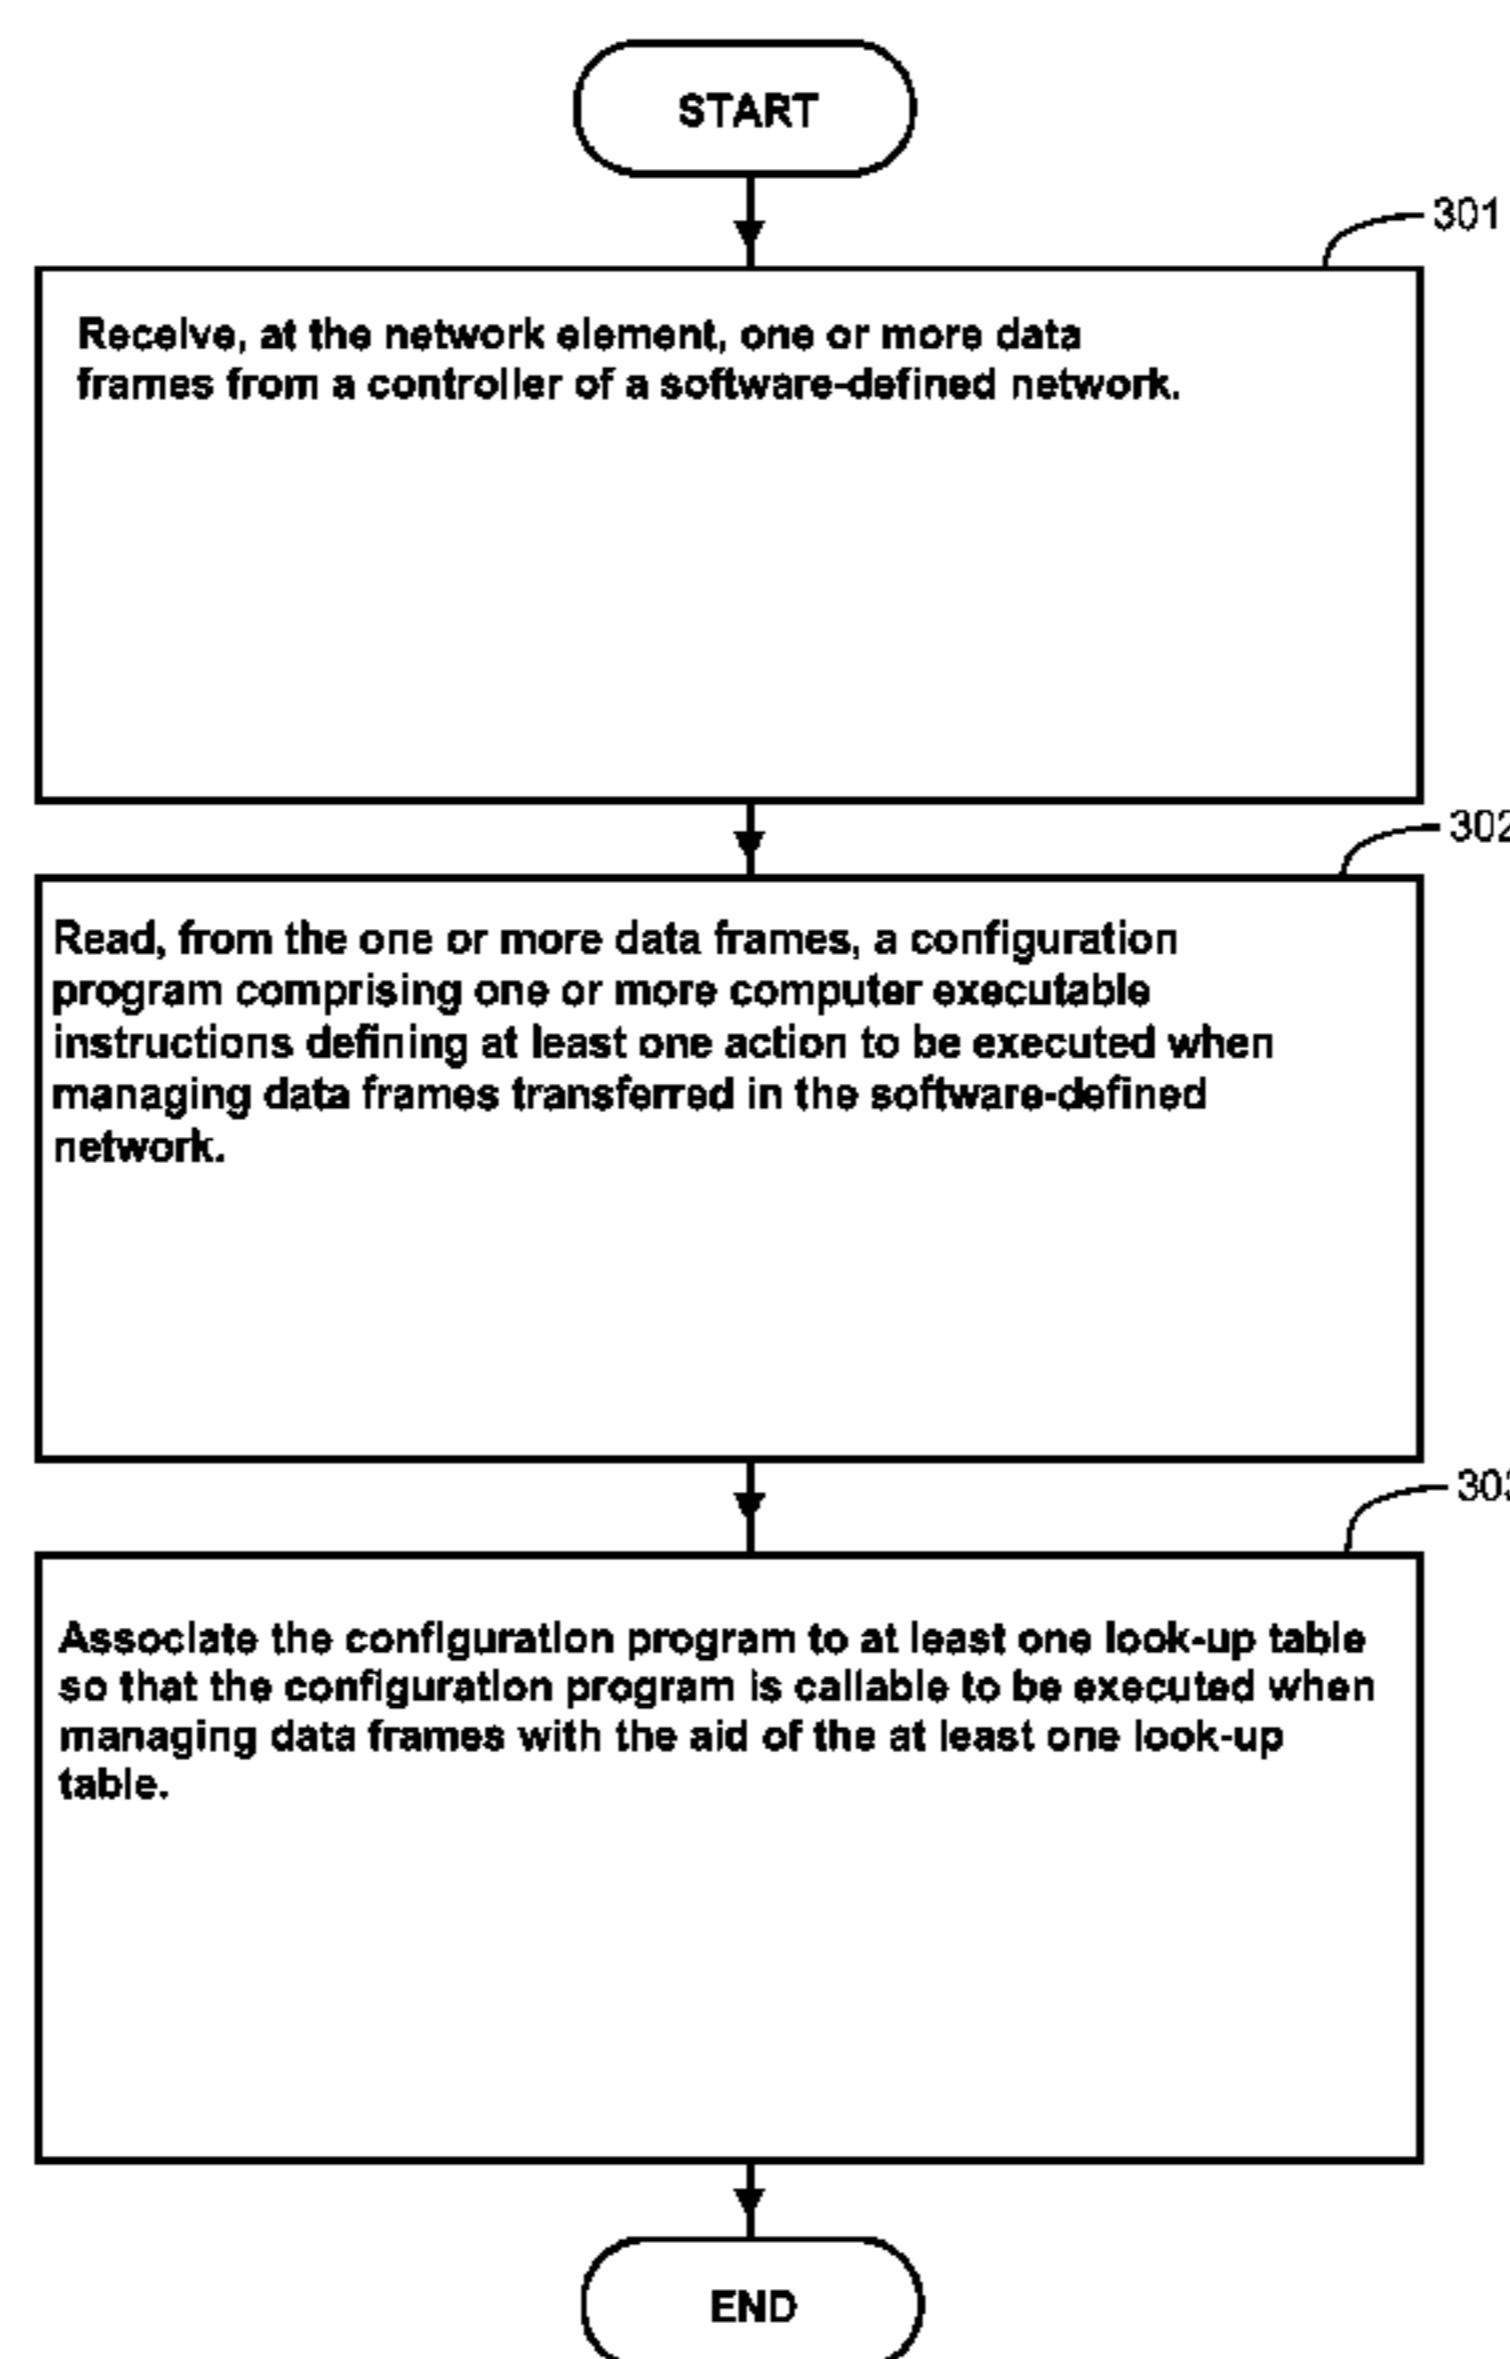 START
301
Receive, at the network element, one or more data
frames from a controller of a software-defined network.
302
Read, from the one or more data frames, a configuration
program comprising one or more computer executable
instructions defining at least one action to be executed when
managing data frames transferred in the software-defined
network.
303
Associate the configuration program to at least one look-up table
so that the configuration program is callable to be executed when
managing data frames with the aid of the at least one look-up
table.
END